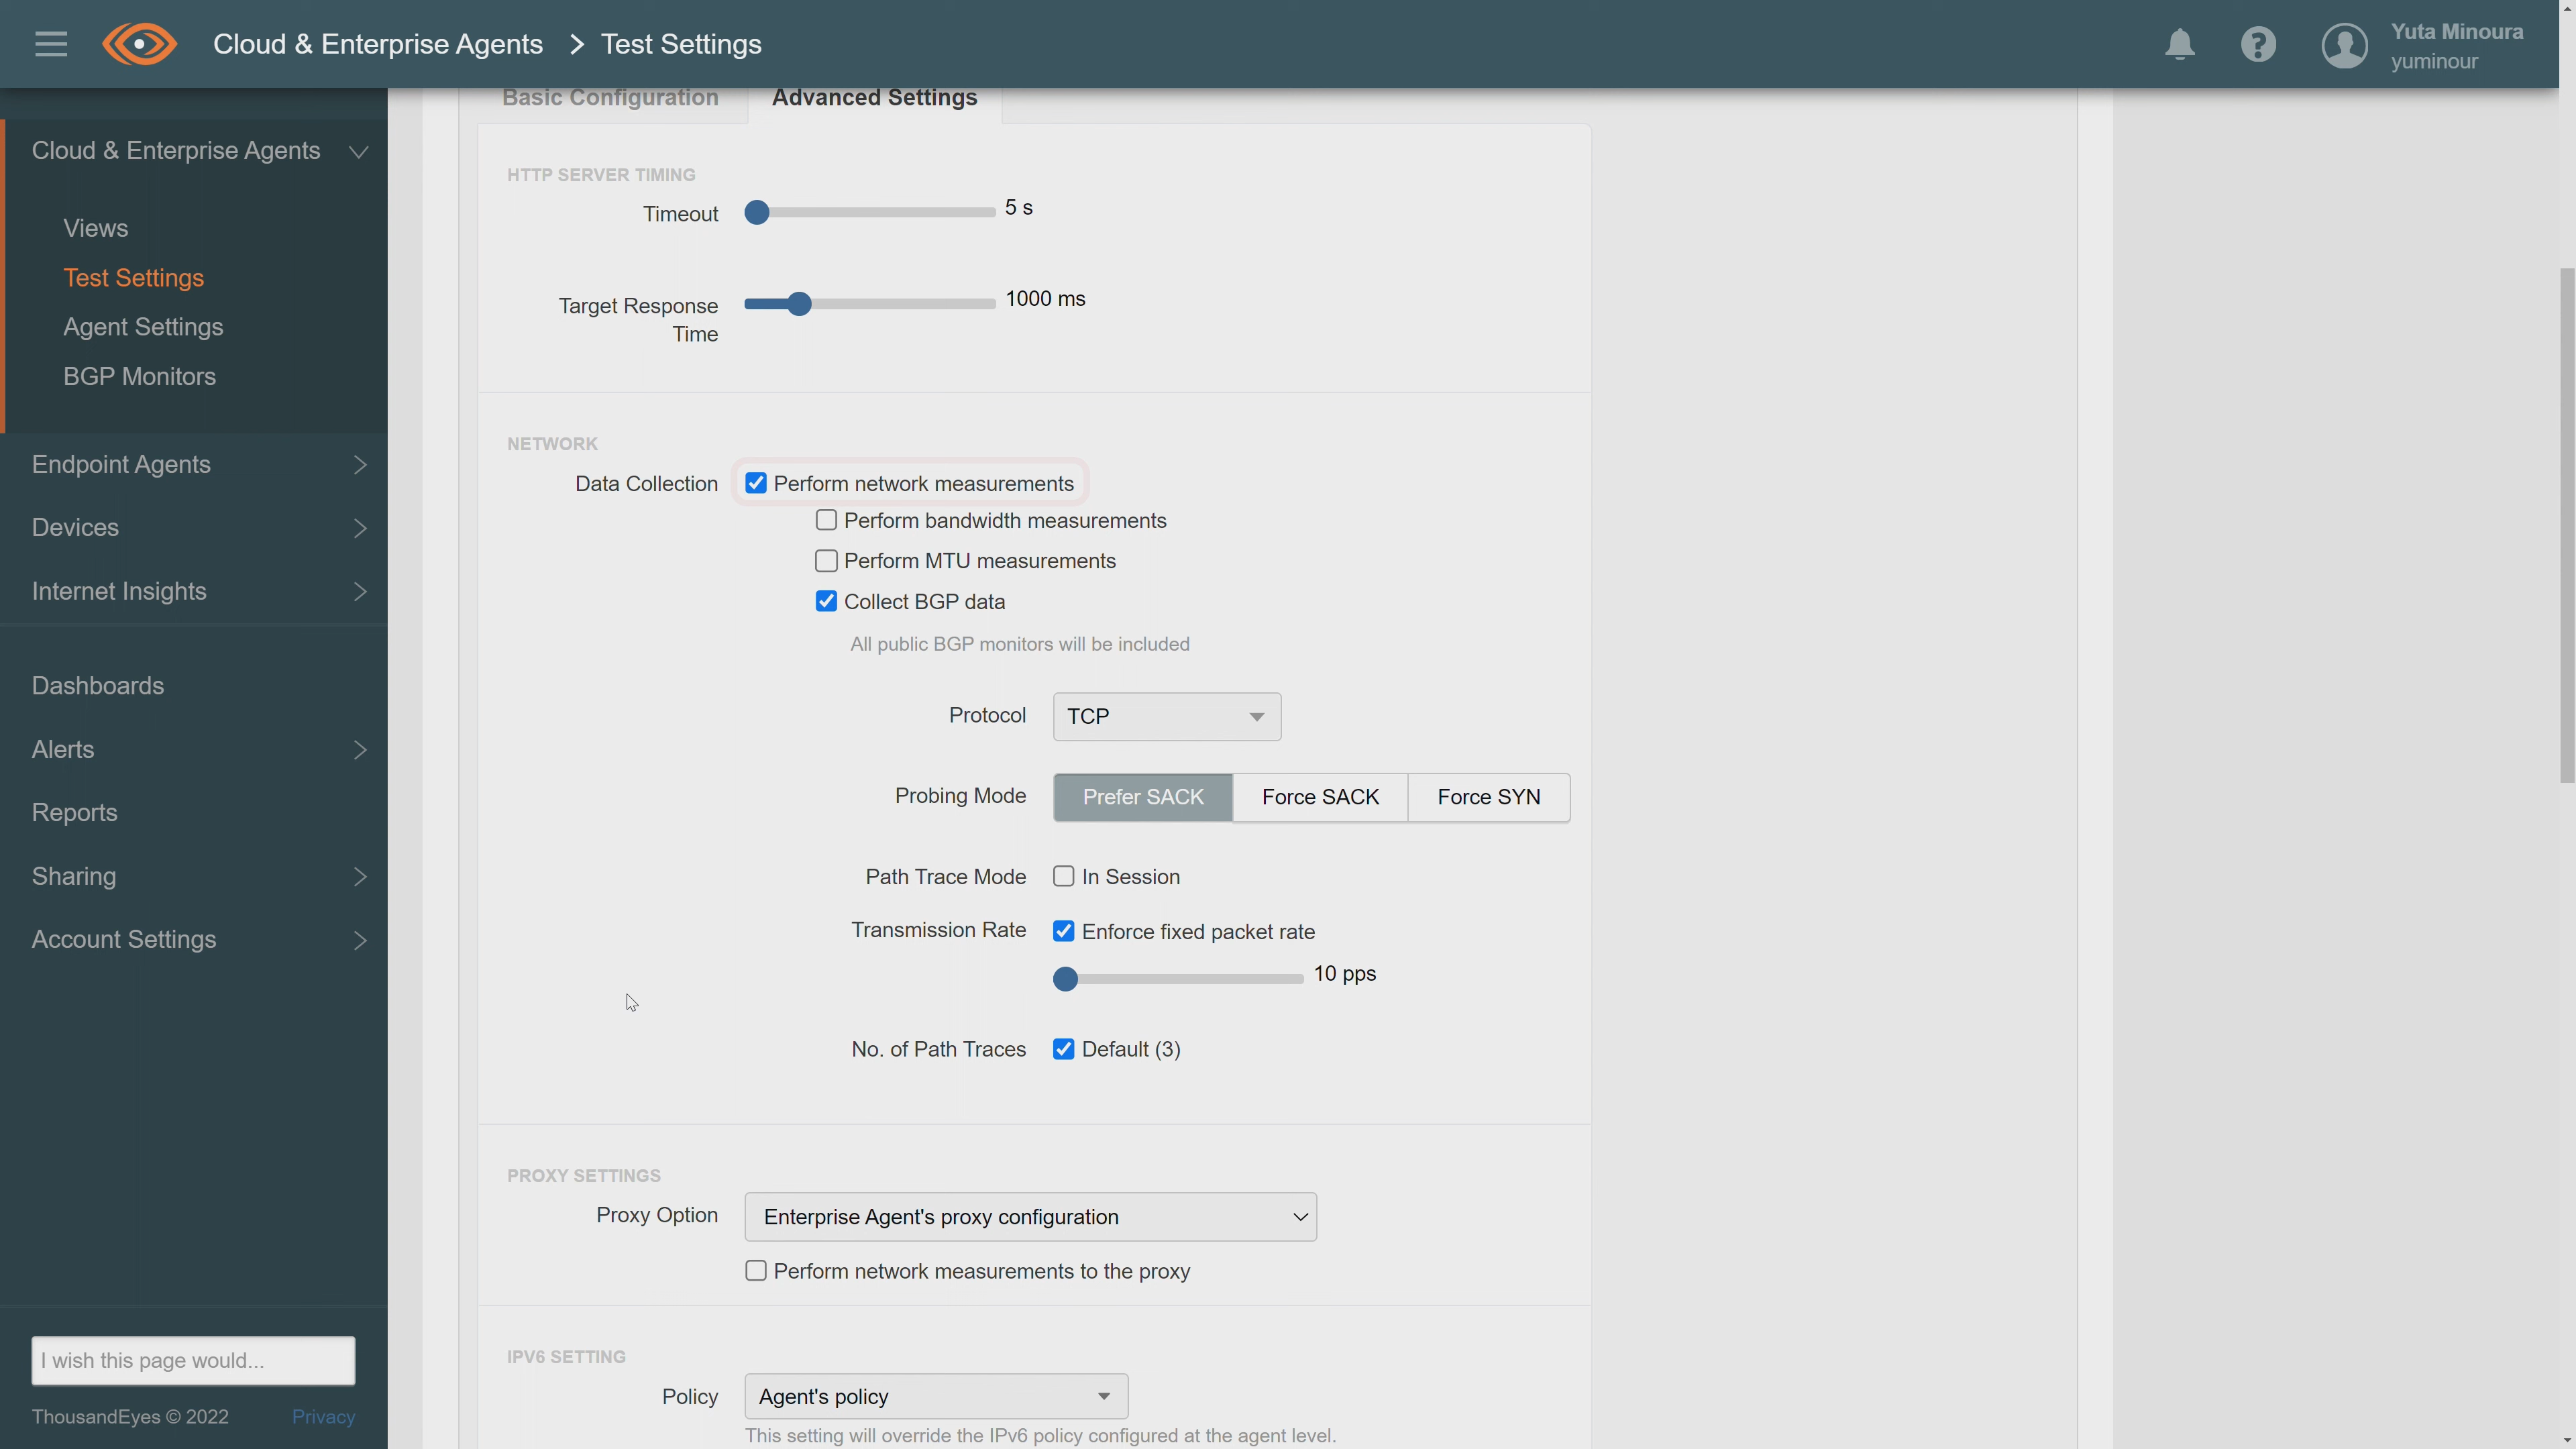 Cloud & Enterprise Agents > Test Settings
Yuta Minoura
yuminour
Cloud & Enterprise Agents
Views
Test Settings
Agent Settings
BGP Monitors
Endpoint Agents
Devices
Internet Insights
Dashboards
Alerts
Reports
Sharing
Account Settings
I wish this page would...
ThousandEyes © 2022 Privacy
Basic Configuration Advanced Settings
HTTP SERVER TIMING
Timeout 5 s
Target Response Time 1000 ms
NETWORK
Data Collection Perform network measurements
Perform bandwidth measurements
Perform MTU measurements
Collect BGP data
All public BGP monitors will be included
Protocol TCP
Probing Mode Prefer SACK Force SACK Force SYN
Path Trace Mode In Session
Transmission Rate Enforce fixed packet rate
10 pps
No. of Path Traces Default (3)
PROXY SETTINGS
Proxy Option Enterprise Agent's proxy configuration
Perform network measurements to the proxy
IPV6 SETTING
Policy Agent's policy
This setting will override the IPv6 policy configured at the agent level.